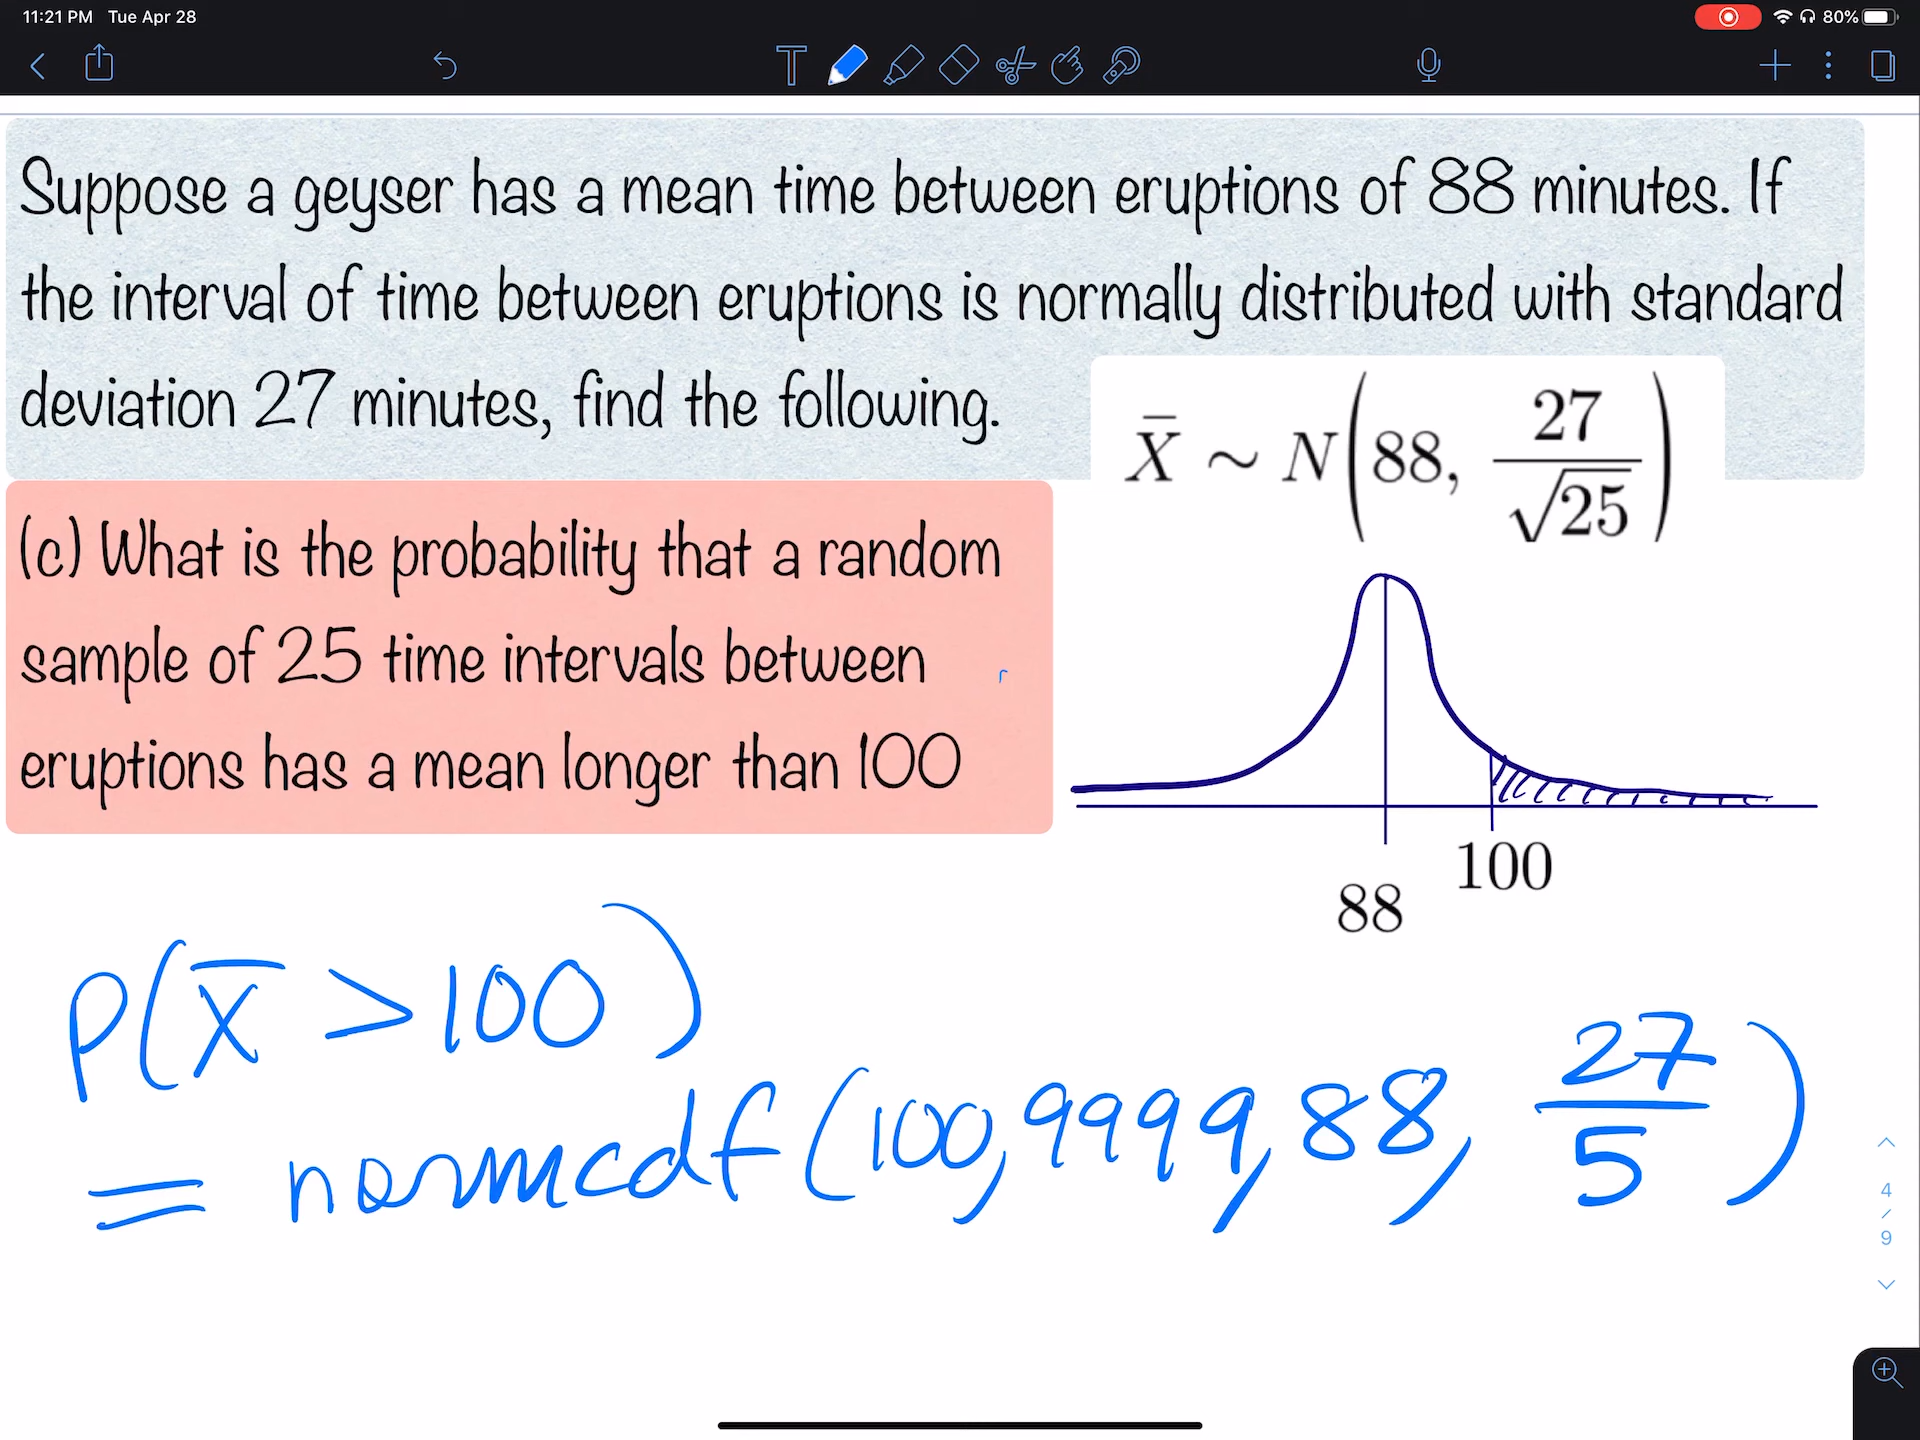 11:21 PM Tue Apr 28
80%
T
Suppose a geyser has a mean time between eruptions of 88 minutes. If
the interval of time between eruptions is normally distributed with standard
deviation 27 minutes, find the following.
X̄ ~ N(88, 27/√25)
(c) What is the probability that a random
sample of 25 time intervals between
eruptions has a mean longer than 100
100
88
P(X̄ > 100)
= normcdf(100, 9999, 88, 27/5)
4
/
9